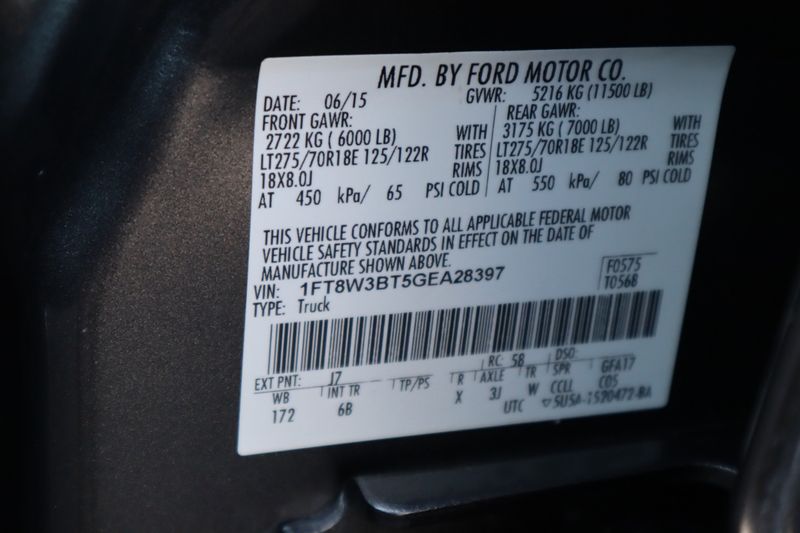 MFD. BY FORD MOTOR CO.
DATE: 06/15 GVWR: 5216 KG (11500 LB)
FRONT GAWR: REAR GAWR:
2722 KG ( 6000 LB) WITH 3175 KG ( 7000 LB) WITH
LT275/70R18E 125/122R TIRES LT275/70R18E 125/122R TIRES
18X8.0J RIMS 18X8.0J RIMS
AT 450 kPa/ 65 PSI COLD AT 550 kPa/ 80 PSI COLD
THIS VEHICLE CONFORMS TO ALL APPLICABLE FEDERAL MOTOR
VEHICLE SAFETY STANDARDS IN EFFECT ON THE DATE OF
MANUFACTURE SHOWN ABOVE.
VIN: 1FT8W3BT5GEA28397 F0575
TYPE: Truck T0568
EXT PNT: J7 RC: 58 DSO:
WB INT TR TP/PS R AXLE TR SPR GFA17
172 6B X 3J W CCLL C05
UTC ▽5U5A-1520472-BA